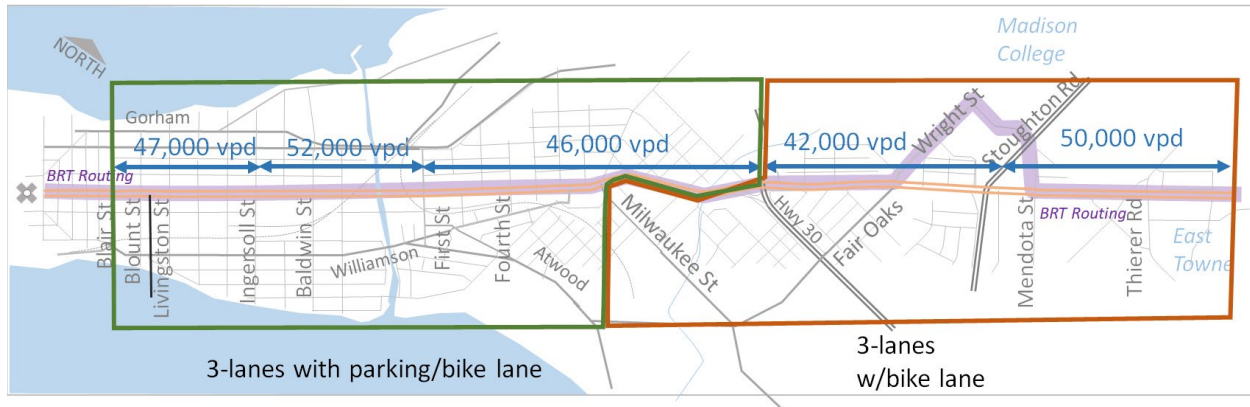 Madison
College
NORTH
Gorham
47,000 vpd
52,000 vpd
46,000 vpd
42,000 vpd
50,000 vpd
Wright St
Stoughton Rd
BRT Routing
BRT Routing
Blair St
Blount St
Livingston St
Ingersoll St
Baldwin St
Williamson
First St
Fourth St
Atwood
Milwaukee St
Hwy 30
Fair Oaks
Mendota St
Thierer Rd
East
Towne
3-lanes with parking/bike lane
3-lanes
w/bike lane